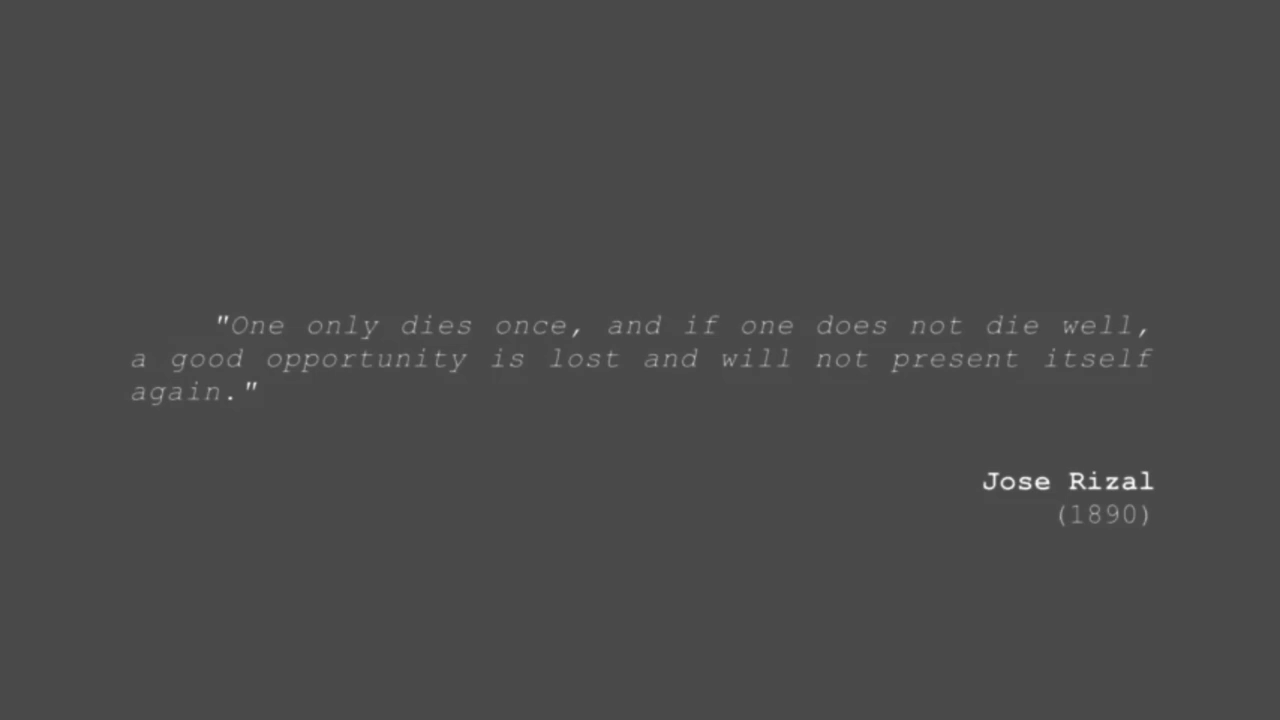 "One only dies once, and if one does not die well,
a good opportunity is lost and will not present itself
again."
Jose Rizal
(1890)